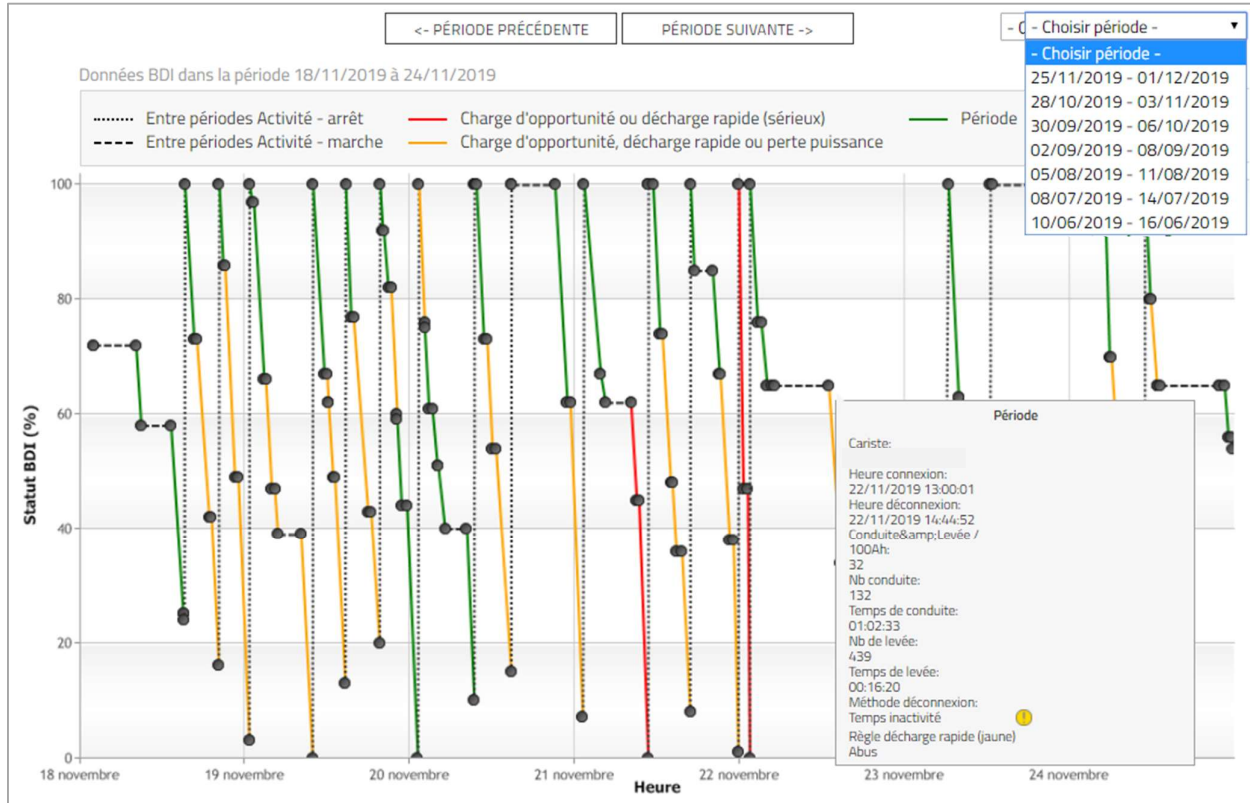 <- PÉRIODE PRÉCÉDENTE
PÉRIODE SUIVANTE ->
- Choisir période -
- Choisir période -
25/11/2019 - 01/12/2019
28/10/2019 - 03/11/2019
30/09/2019 - 06/10/2019
02/09/2019 - 08/09/2019
05/08/2019 - 11/08/2019
08/07/2019 - 14/07/2019
10/06/2019 - 16/06/2019
Données BDI dans la période 18/11/2019 à 24/11/2019
Entre périodes Activité - arrêt
Charge d'opportunité ou décharge rapide (sérieux)
Période
Entre périodes Activité - marche
Charge d'opportunité, décharge rapide ou perte puissance
Statut BDI (%)
100
80
60
40
20
0
18 novembre
19 novembre
20 novembre
21 novembre
22 novembre
23 novembre
24 novembre
Heure
Période
Cariste:
Heure connexion:
22/11/2019 13:00:01
Heure déconnexion:
22/11/2019 14:44:52
Conduite&amp;Levée /
100Ah:
32
Nb conduite:
132
Temps de conduite:
01:02:33
Nb de levée:
439
Temps de levée:
00:16:20
Méthode déconnexion:
Temps inactivité
Règle décharge rapide (jaune)
Abus